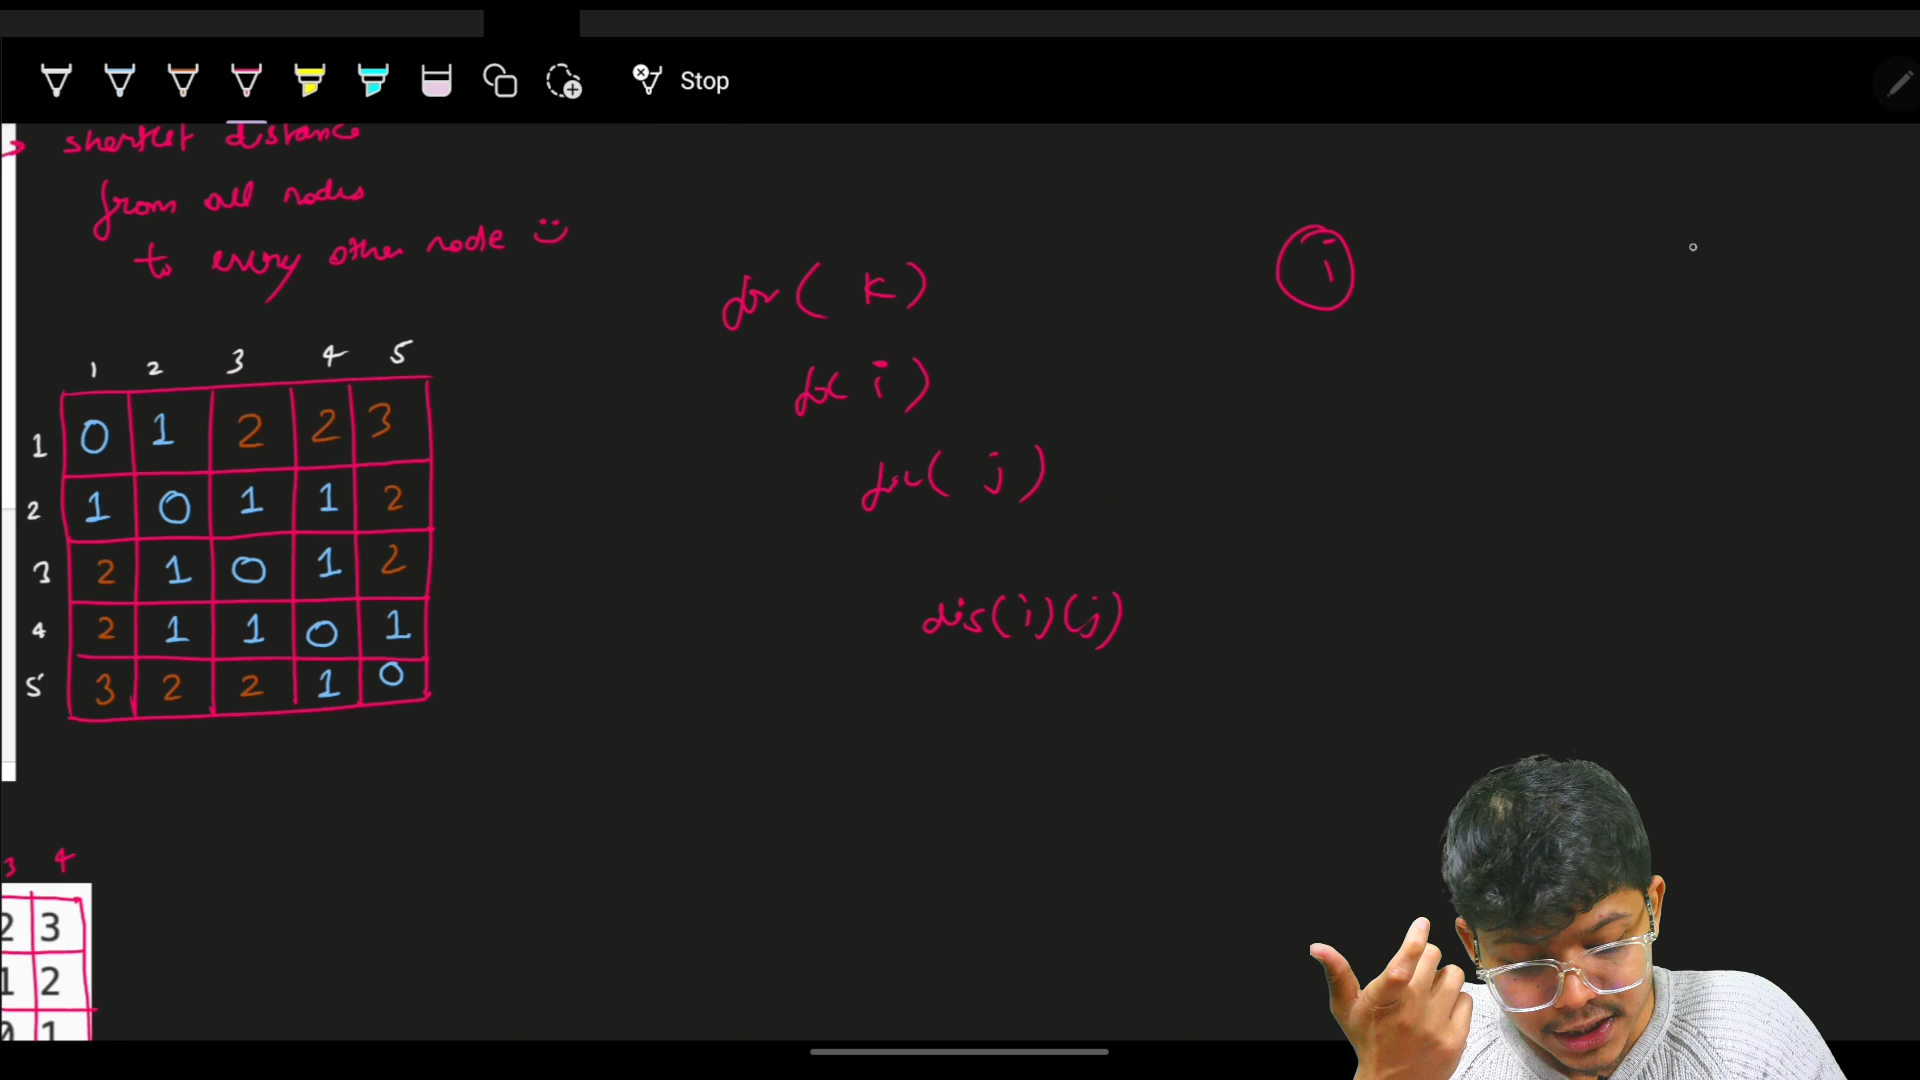 Stop
shortest distance
from all nodes
to every other node
for( k)
for( i )
for( j )
dis(i)(j)
i
1 2 3 4 5
1 0 1 2 2 3
2 1 0 1 1 2
3 2 1 0 1 2
4 2 1 1 0 1
5 3 2 2 1 0
3 4
2 3
1 2
0 1